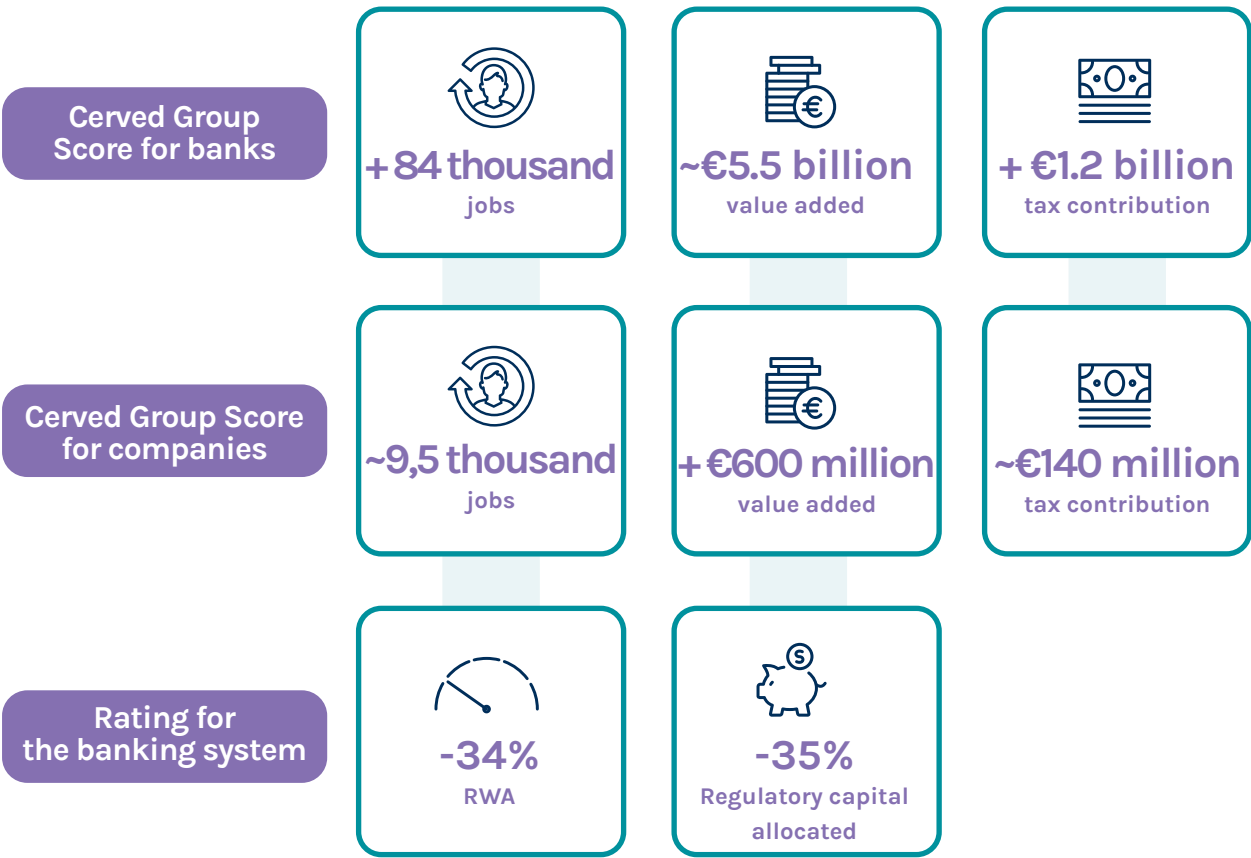 Cerved Group
Score for banks
+ 84 thousand
jobs
~€5.5 billion
value added
+ €1.2 billion
tax contribution
Cerved Group Score
for companies
~9,5 thousand
jobs
+ €600 million
value added
~€140 million
tax contribution
Rating for
the banking system
-34%
RWA
-35%
Regulatory capital
allocated